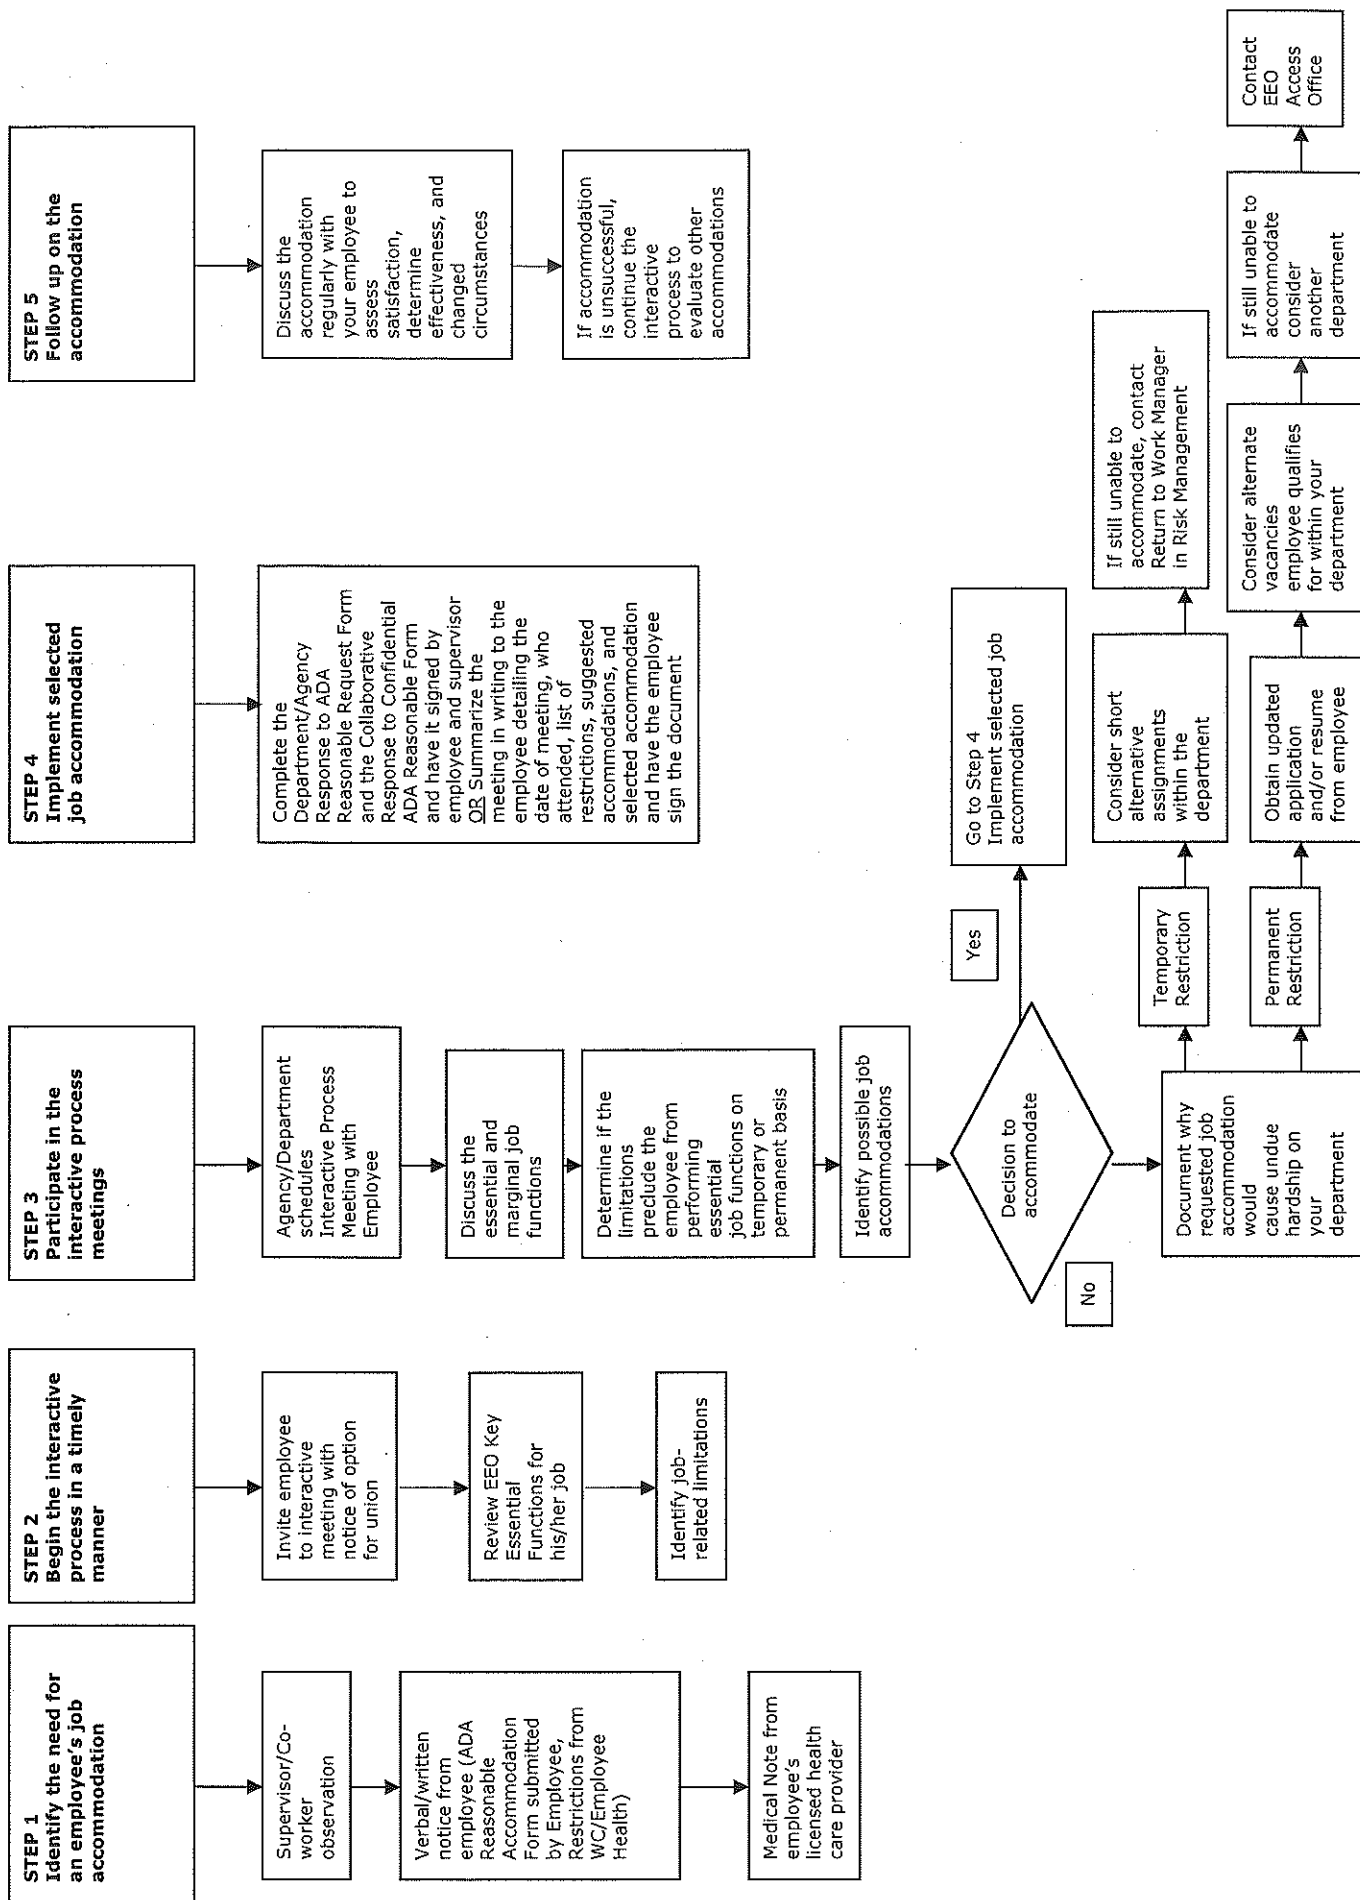 STEP 1
Identify the need for
an employee's job
accommodation
Supervisor/Co-
worker
observation
Verbal/written
notice from
employee (ADA
Reasonable
Accommodation
Form submitted
by Employee,
Restrictions from
WC/Employee
Health)
Medical Note from
employee's
licensed health
care provider
STEP 2
Begin the interactive
process in a timely
manner
Invite employee
to interactive
meeting with
notice of option
for union
Review EEO Key
Essential
Functions for
his/her job
Identify job-
related limitations
STEP 3
Participate in the
interactive process
meetings
Agency/Department
schedules
Interactive Process
Meeting with
Employee
Discuss the
essential and
marginal job
functions
Determine if the
limitations
preclude the
employee from
performing
essential
job functions on
temporary or
permanent basis
Identify possible job
accommodations
Decision to
accommodate
Yes
Go to Step 4
Implement selected job
accommodation
No
Document why
requested job
accommodation
would
cause undue
hardship on
your
department
Temporary
Restriction
Consider short
alternative
assignments
within the
department
If still unable to
accommodate, contact
Return to Work Manager
in Risk Management
Permanent
Restriction
Obtain updated
application
and/or resume
from employee
Consider alternate
vacancies
employee qualifies
for within your
department
If still unable to
accommodate
consider
another
department
Contact
EEO
Access
Office
STEP 4
Implement selected
job accommodation
Complete the
Department/Agency
Response to ADA
Reasonable Request Form
and the Collaborative
Response to Confidential
ADA Reasonable Form
and have it signed by
employee and supervisor
OR Summarize the
meeting in writing to the
employee detailing the
date of meeting, who
attended, list of
restrictions, suggested
accommodations, and
selected accommodation
and have the employee
sign the document
STEP 5
Follow up on the
accommodation
Discuss the
accommodation
regularly with
your employee to
assess
satisfaction,
determine
effectiveness, and
changed
circumstances
If accommodation
is unsuccessful,
continue the
interactive
process to
evaluate other
accommodations